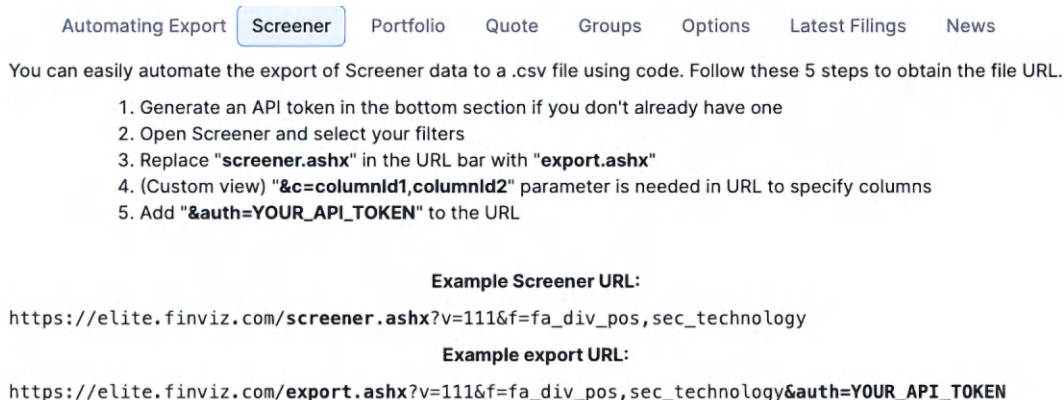 Automating Export Screener Portfolio Quote Groups Options Latest Filings News
You can easily automate the export of Screener data to a .csv file using code. Follow these 5 steps to obtain the file URL.
1. Generate an API token in the bottom section if you don't already have one
2. Open Screener and select your filters
3. Replace "screener.ashx" in the URL bar with "export.ashx"
4. (Custom view) "&c=columnId1,columnId2" parameter is needed in URL to specify columns
5. Add "&auth=YOUR_API_TOKEN" to the URL
Example Screener URL:
https://elite.finviz.com/screener.ashx?v=111&f=fa_div_pos,sec_technology
Example export URL:
https://elite.finviz.com/export.ashx?v=111&f=fa_div_pos,sec_technology&auth=YOUR_API_TOKEN